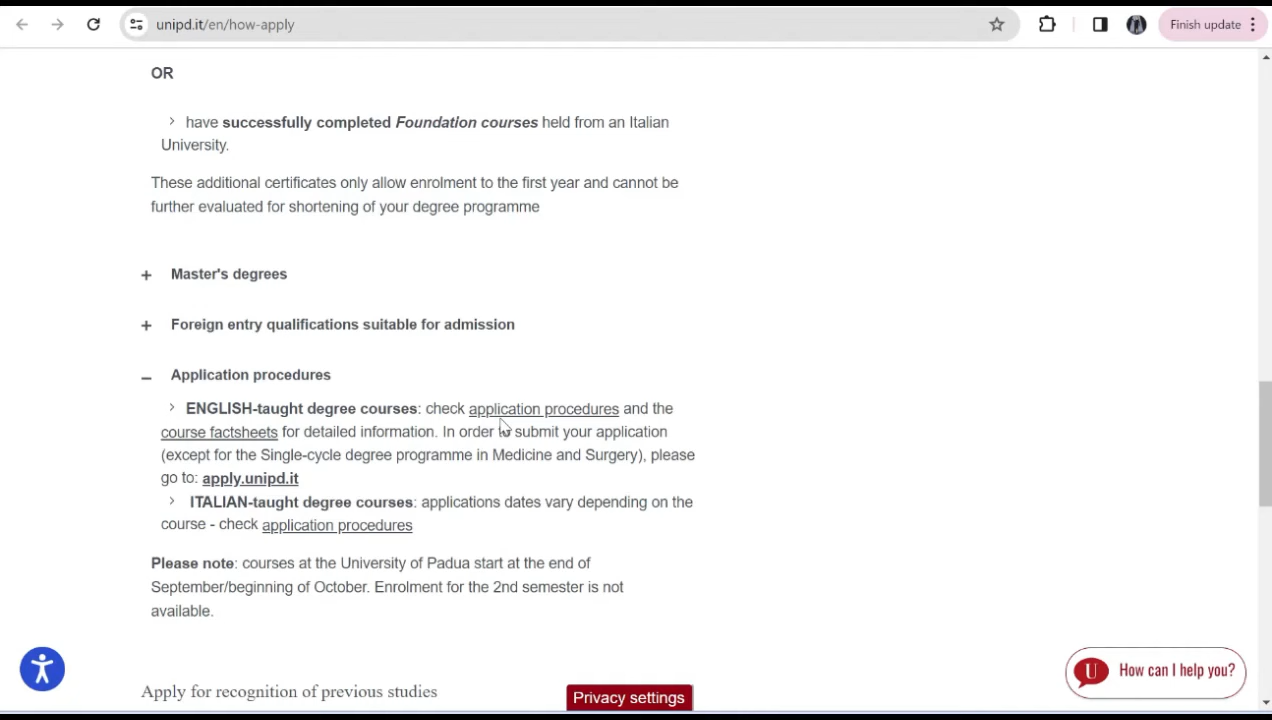 unipd.it/en/how-apply
Finish update
OR
have successfully completed Foundation courses held from an Italian
University.
These additional certificates only allow enrolment to the first year and cannot be
further evaluated for shortening of your degree programme
+ Master's degrees
+ Foreign entry qualifications suitable for admission
– Application procedures
> ENGLISH-taught degree courses: check application procedures and the
course factsheets for detailed information. In order to submit your application
(except for the Single-cycle degree programme in Medicine and Surgery), please
go to: apply.unipd.it
> ITALIAN-taught degree courses: applications dates vary depending on the
course - check application procedures
Please note: courses at the University of Padua start at the end of
September/beginning of October. Enrolment for the 2nd semester is not
available.
U How can I help you?
Apply for recognition of previous studies
Privacy settings